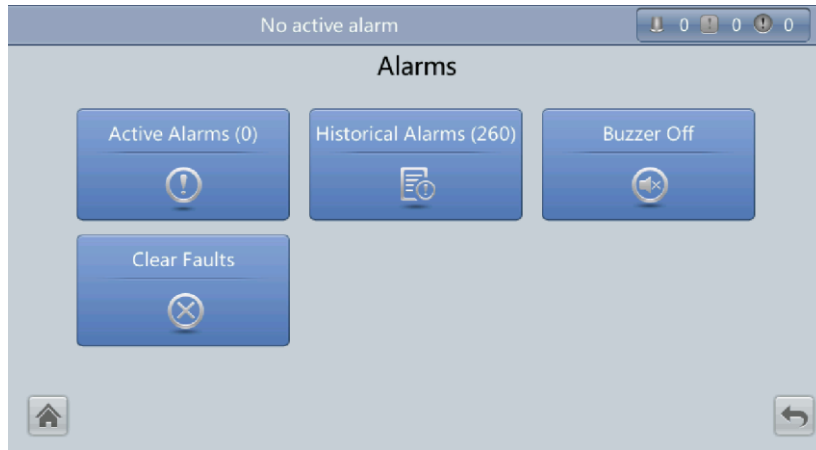 No active alarm
0 0 0
Alarms
Active Alarms (0)
Historical Alarms (260)
Buzzer Off
Clear Faults